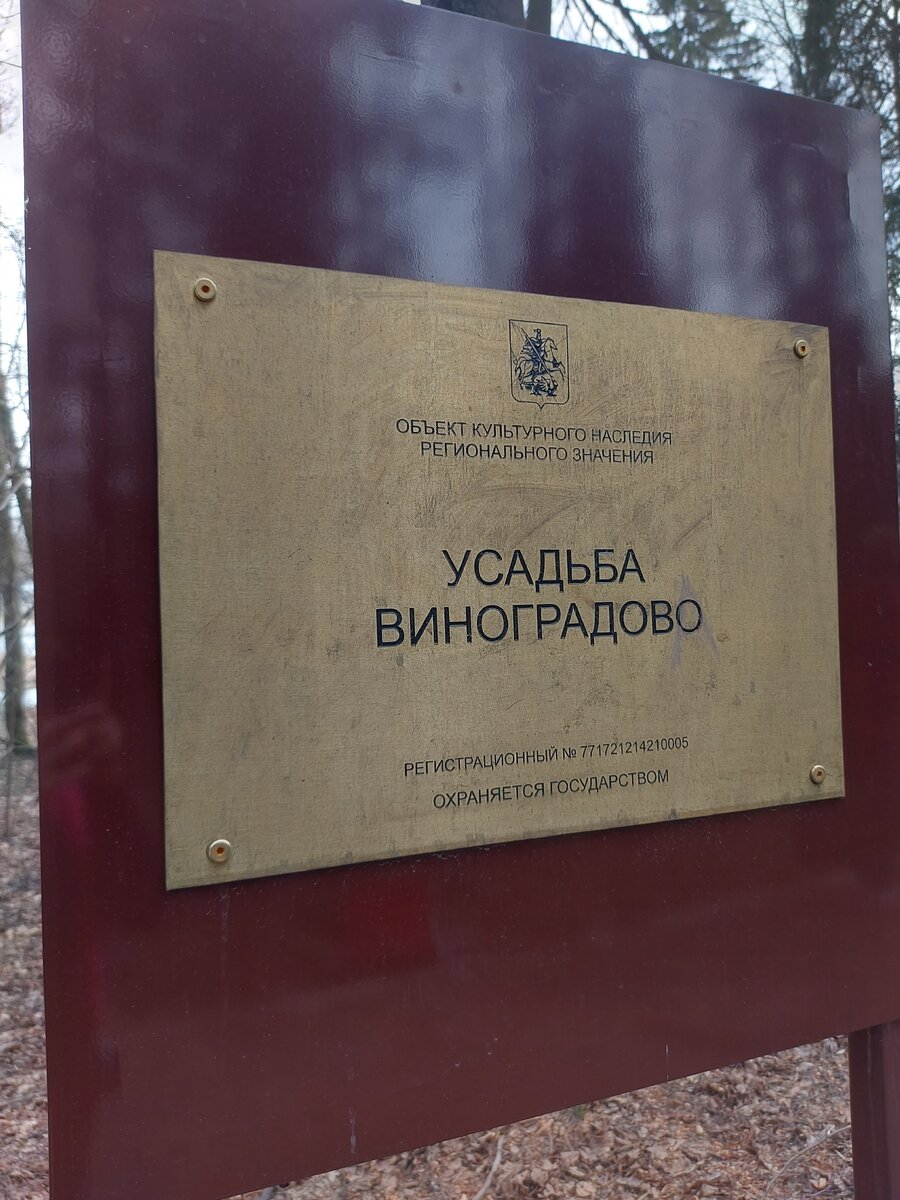 ОБЪЕКТ КУЛЬТУРНОГО НАСЛЕДИЯ
РЕГИОНАЛЬНОГО ЗНАЧЕНИЯ
УСАДЬБА
ВИНОГРАДОВО
РЕГИСТРАЦИОННЫЙ № 771721214210005
ОХРАНЯЕТСЯ ГОСУДАРСТВОМ